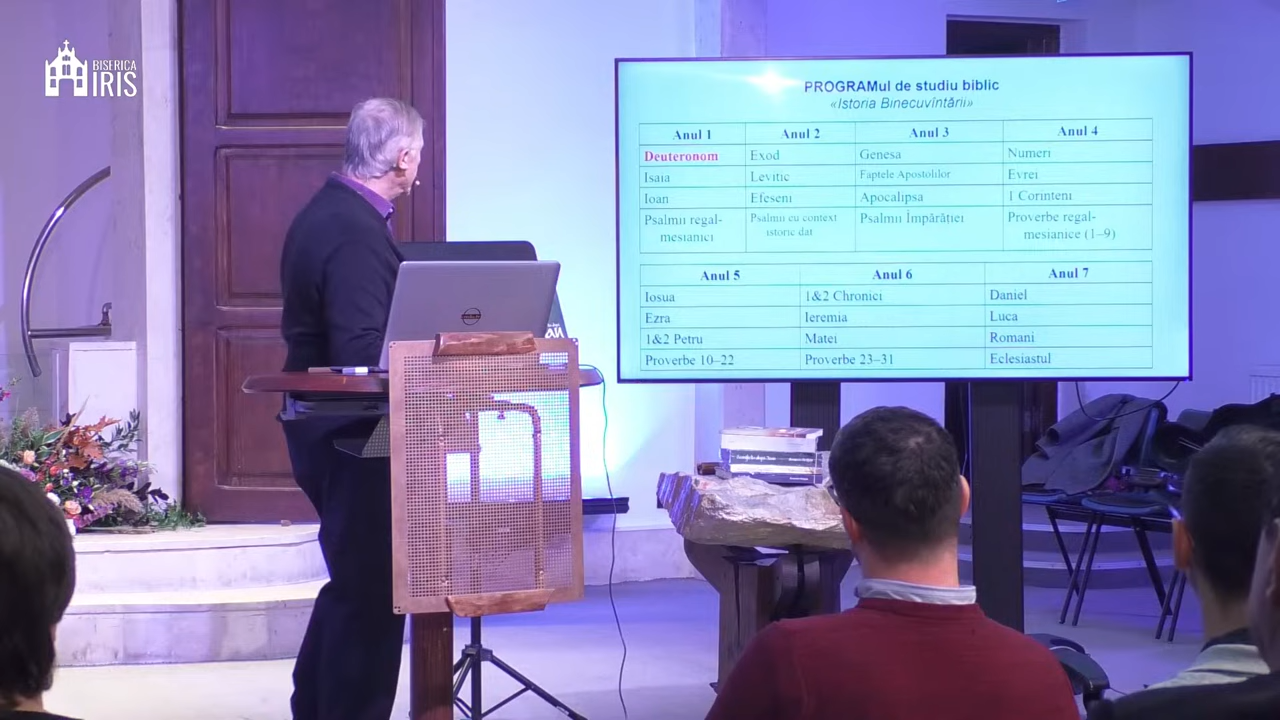 BISERICA
IRIS
PROGRAMul de studiu biblic
«Istoria Binecuvîntării»
Anul 1 Anul 2 Anul 3 Anul 4
Deuteronom Exod Genesa Numeri
Isaia Levitic Faptele Apostolilor Evrei
Ioan Efeseni Apocalipsa 1 Corinteni
Psalmii regal-mesianici Psalmii cu context istoric dat Psalmii Împărăției Proverbe regal-mesianice (1–9)
Anul 5 Anul 6 Anul 7
Iosua 1&2 Chronici Daniel
Ezra Ieremia Luca
1&2 Petru Matei Romani
Proverbe 10–22 Proverbe 23–31 Eclesiastul